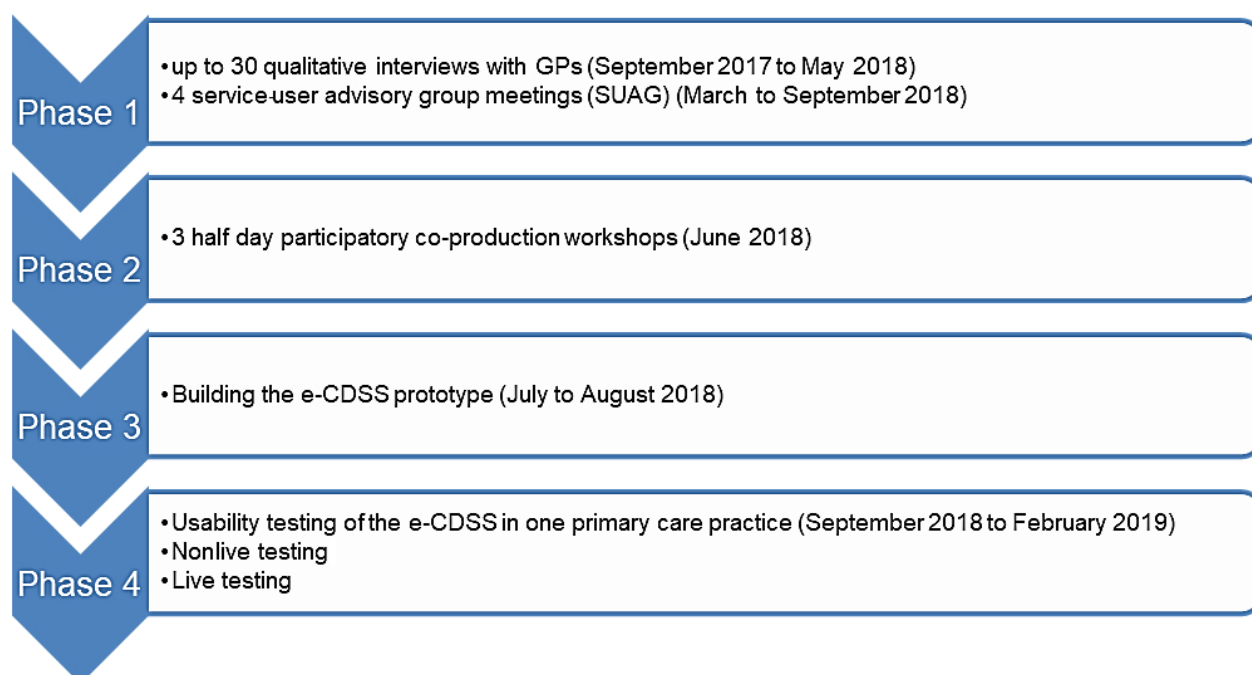 Phase 1
•up to 30 qualitative interviews with GPs (September 2017 to May 2018)
•4 service-user advisory group meetings (SUAG) (March to September 2018)
Phase 2
•3 half day participatory co-production workshops (June 2018)
Phase 3
•Building the e-CDSS prototype (July to August 2018)
Phase 4
•Usability testing of the e-CDSS in one primary care practice (September 2018 to February 2019)
•Nonlive testing
•Live testing